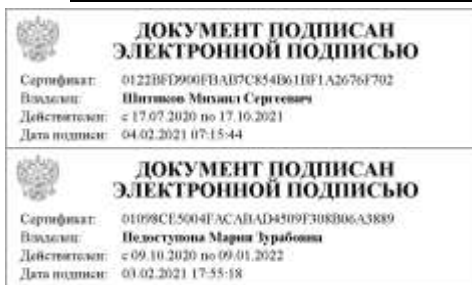 ДОКУМЕНТ ПОДПИСАН
ЭЛЕКТРОННОЙ ПОДПИСЬЮ
Сертификат: 0122BFD900FBAB7C854B61BF1A2676F702
Владелец: Шитиков Михаил Сергеевич
Действителен: с 17.07.2020 по 17.10.2021
Дата подписи: 04.02.2021 07:15:44
ДОКУМЕНТ ПОДПИСАН
ЭЛЕКТРОННОЙ ПОДПИСЬЮ
Сертификат: 01098CE5004FACABAD4509F308B06A3889
Владелец: Недоступова Мария Зурабовна
Действителен: с 09.10.2020 по 09.01.2022
Дата подписи: 03.02.2021 17:55:18